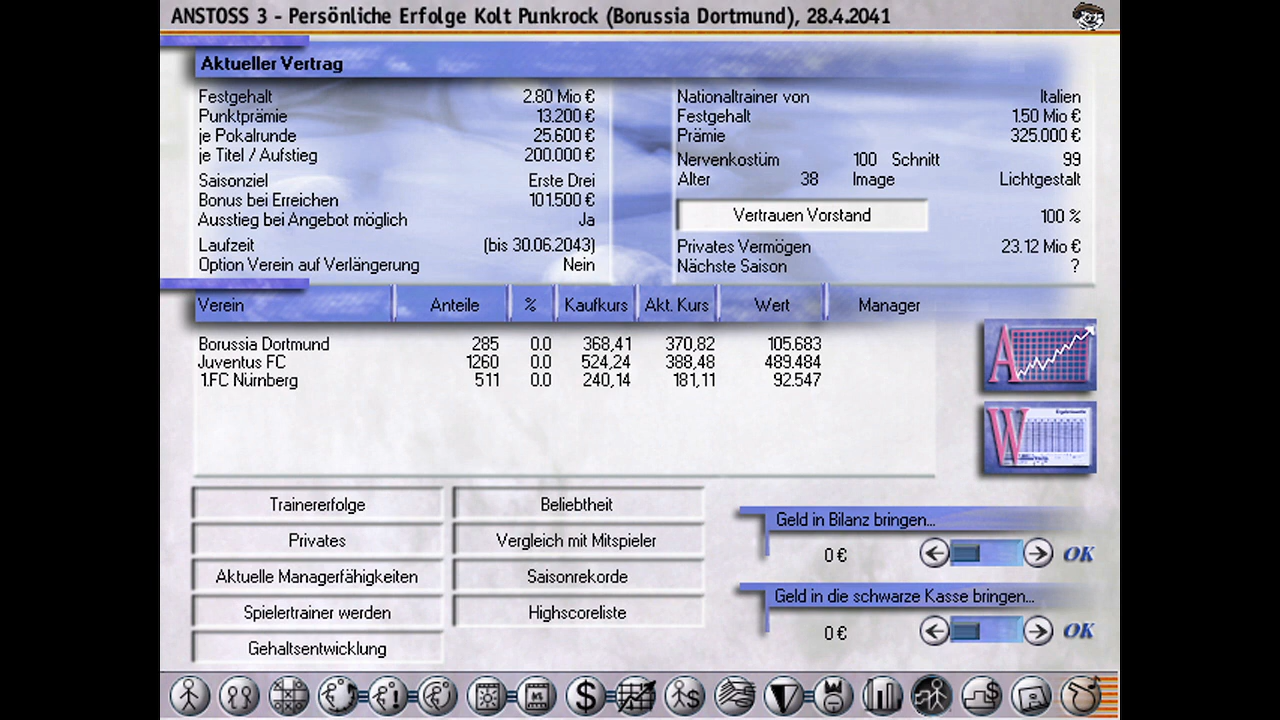 ANSTOSS 3 - Persönliche Erfolge Kolt Punkrock (Borussia Dortmund), 28.4.2041
Aktueller Vertrag
Festgehalt 2.80 Mio €
Punktprämie 13.200 €
je Pokalrunde 25.600 €
je Titel / Aufstieg 200.000 €
Saisonziel Erste Drei
Bonus bei Erreichen 101.500 €
Ausstieg bei Angebot möglich Ja
Laufzeit (bis 30.06.2043)
Option Verein auf Verlängerung Nein
Nationaltrainer von Italien
Festgehalt 1.50 Mio €
Prämie 325.000 €
Nervenkostüm 100 Schnitt 99
Alter 38 Image Lichtgestalt
Vertrauen Vorstand 100 %
Privates Vermögen 23.12 Mio €
Nächste Saison ?
Verein Anteile % Kaufkurs Akt. Kurs Wert Manager
Borussia Dortmund 285 0.0 368,41 370,82 105.683
Juventus FC 1260 0.0 524,24 388,48 489.484
1.FC Nürnberg 511 0.0 240,14 181,11 92.547
A
W
Trainererfolge
Privates
Aktuelle Managerfähigkeiten
Spielertrainer werden
Gehaltsentwicklung
Beliebtheit
Vergleich mit Mitspieler
Saisonrekorde
Highscoreliste
Geld in Bilanz bringen...
0 € OK
Geld in die schwarze Kasse bringen...
0 € OK